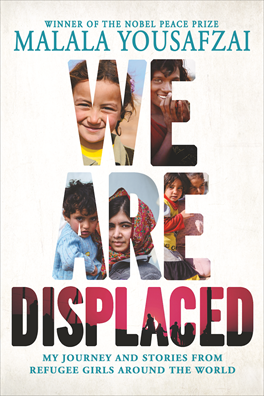 WINNER OF THE NOBEL PEACE PRIZE
MALALA YOUSAFZAI
WE
ARE
DISPLACED
MY JOURNEY AND STORIES FROM
REFUGEE GIRLS AROUND THE WORLD